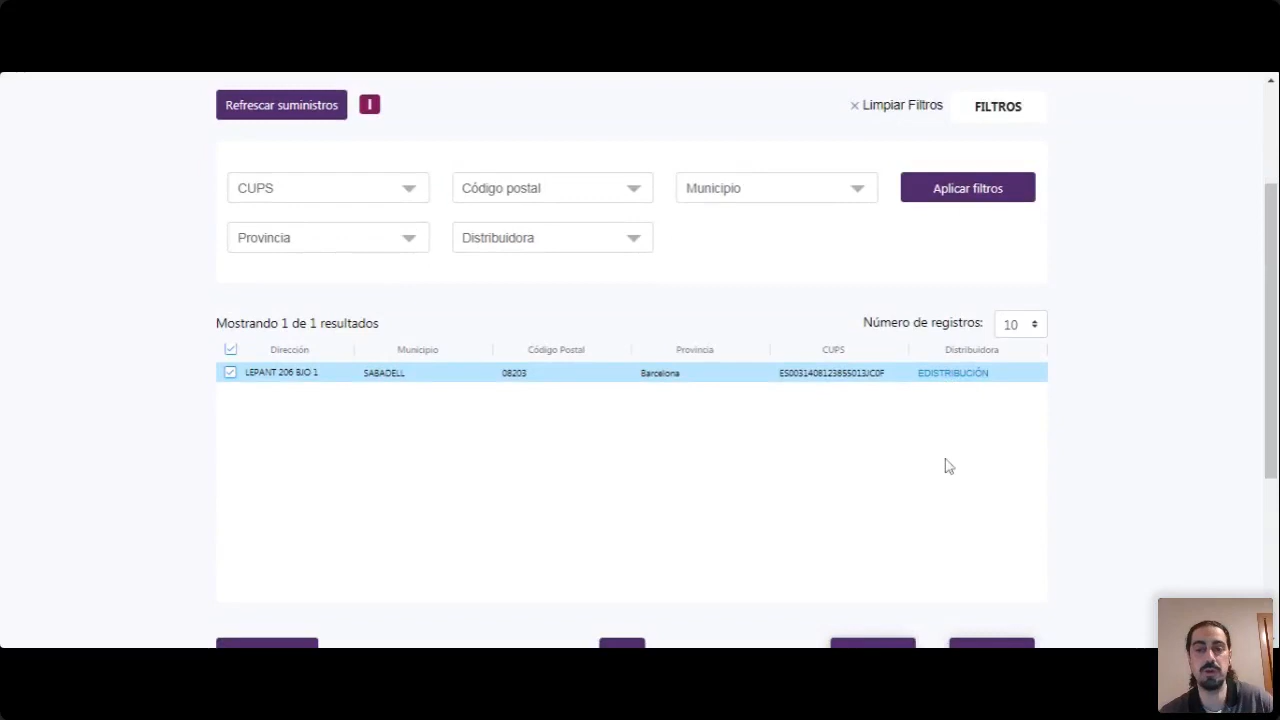 Refrescar suministros
I
× Limpiar Filtros
FILTROS
CUPS
Código postal
Municipio
Aplicar filtros
Provincia
Distribuidora
Mostrando 1 de 1 resultados
Número de registros:
10
Dirección Municipio Código Postal Provincia CUPS Distribuidora
LEPANT 206 BJO 1 SABADELL 08203 Barcelona ES0031408123855013JC0F EDISTRIBUCIÓN